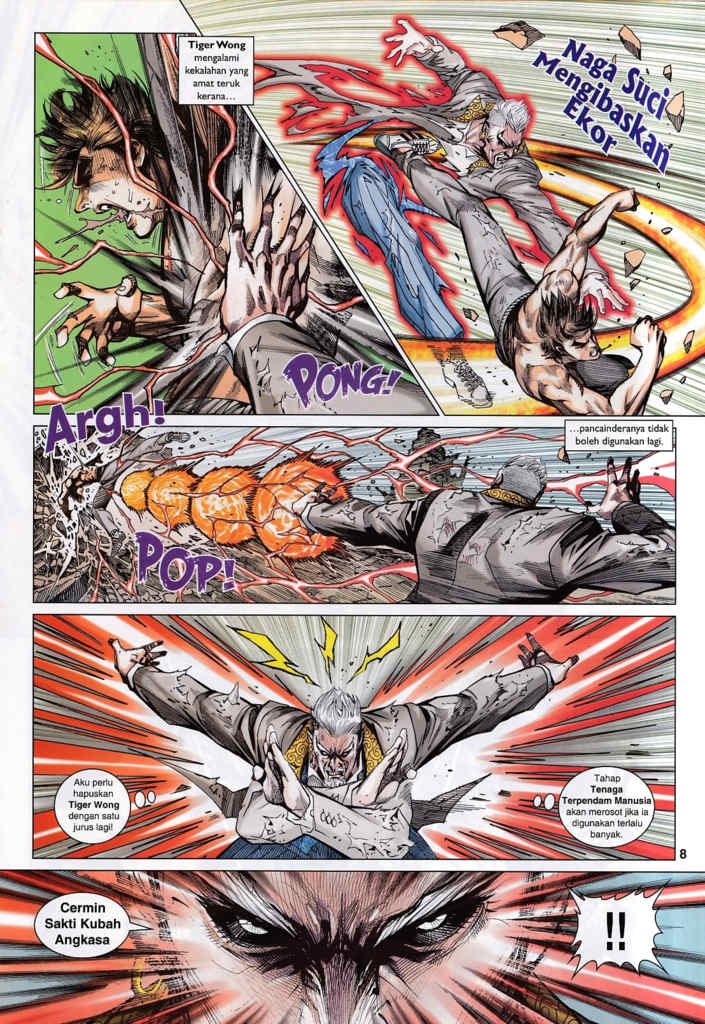 Tiger Wong
mengalami
kekalahan yang
amat teruk
kerana...
Naga Suci
Mengibaskan
Ekor
PONG!
Argh!
...pancainderanya tidak
boleh digunakan lagi.
POP!
Aku perlu
hapuskan
Tiger Wong
dengan satu
jurus lagi!
Tahap
Tenaga
Terpendam Manusia
akan merosot jika ia
digunakan terlalu
banyak.
8
Cermin
Sakti Kubah
Angkasa
!!